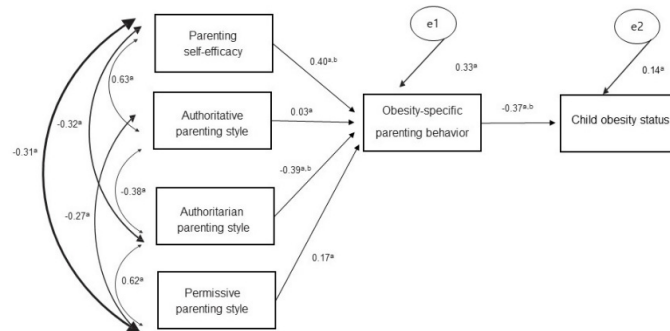 e1
e2
Parenting
self-efficacy
0.40a,b
0.33a
0.14a
0.63a
Authoritative
parenting style
0.03a
Obesity-specific
parenting behavior
-0.37a,b
Child obesity status
-0.32a
-0.31a
-0.38a
-0.39a,b
Authoritarian
parenting style
-0.27a
0.17a
0.62a
Permissive
parenting style